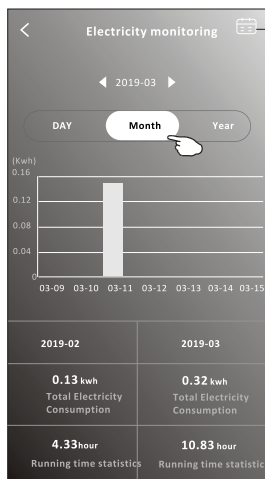 Electricity monitoring
2019-03
DAY Month Year
(Kwh)
0.16
0.12
0.08
0.04
0
03-09 03-10 03-11 03-12 03-13 03-14 03-15
2019-02 2019-03
0.13 kwh 0.32 kwh
Total Electricity Total Electricity
Consumption Consumption
4.33hour 10.83 hour
Running time statistics Running time statistic